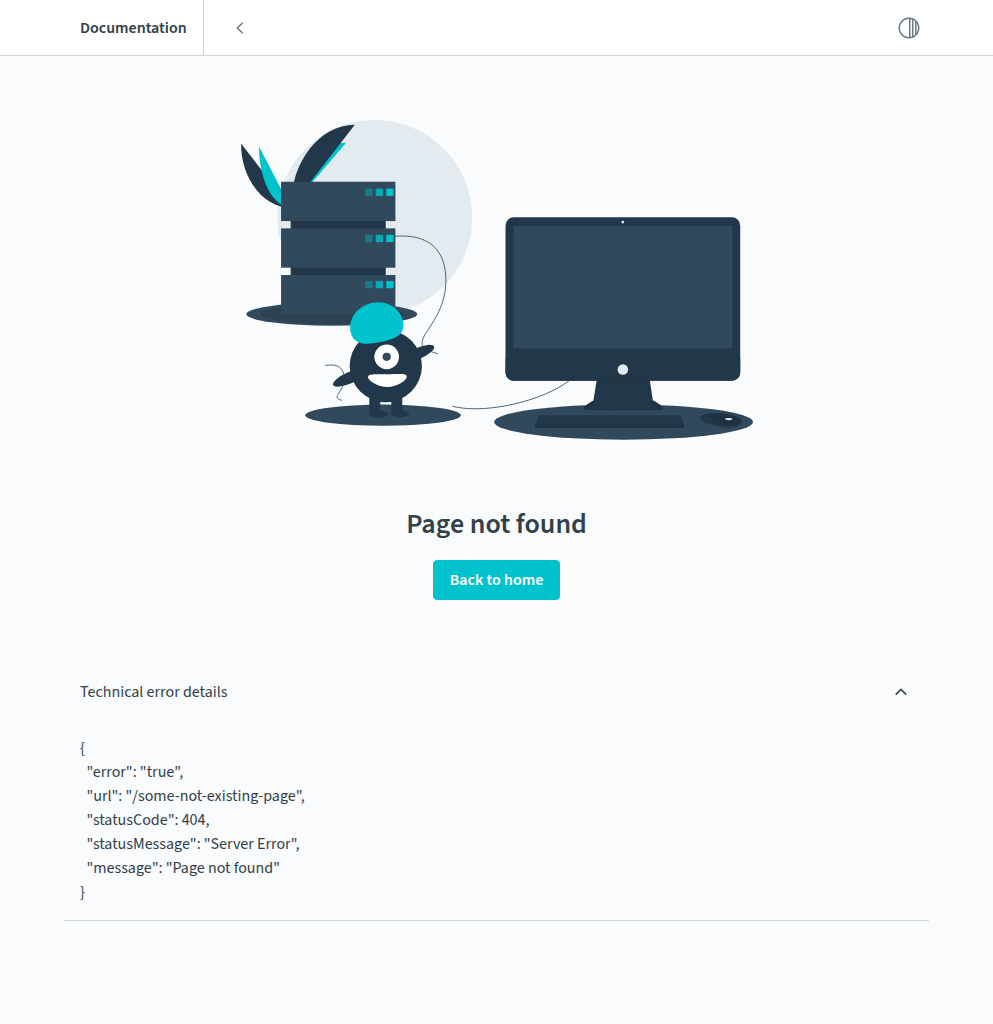 Documentation
Page not found
Back to home
Technical error details
{
"error": "true",
"url": "/some-not-existing-page",
"statusCode": 404,
"statusMessage": "Server Error",
"message": "Page not found"
}